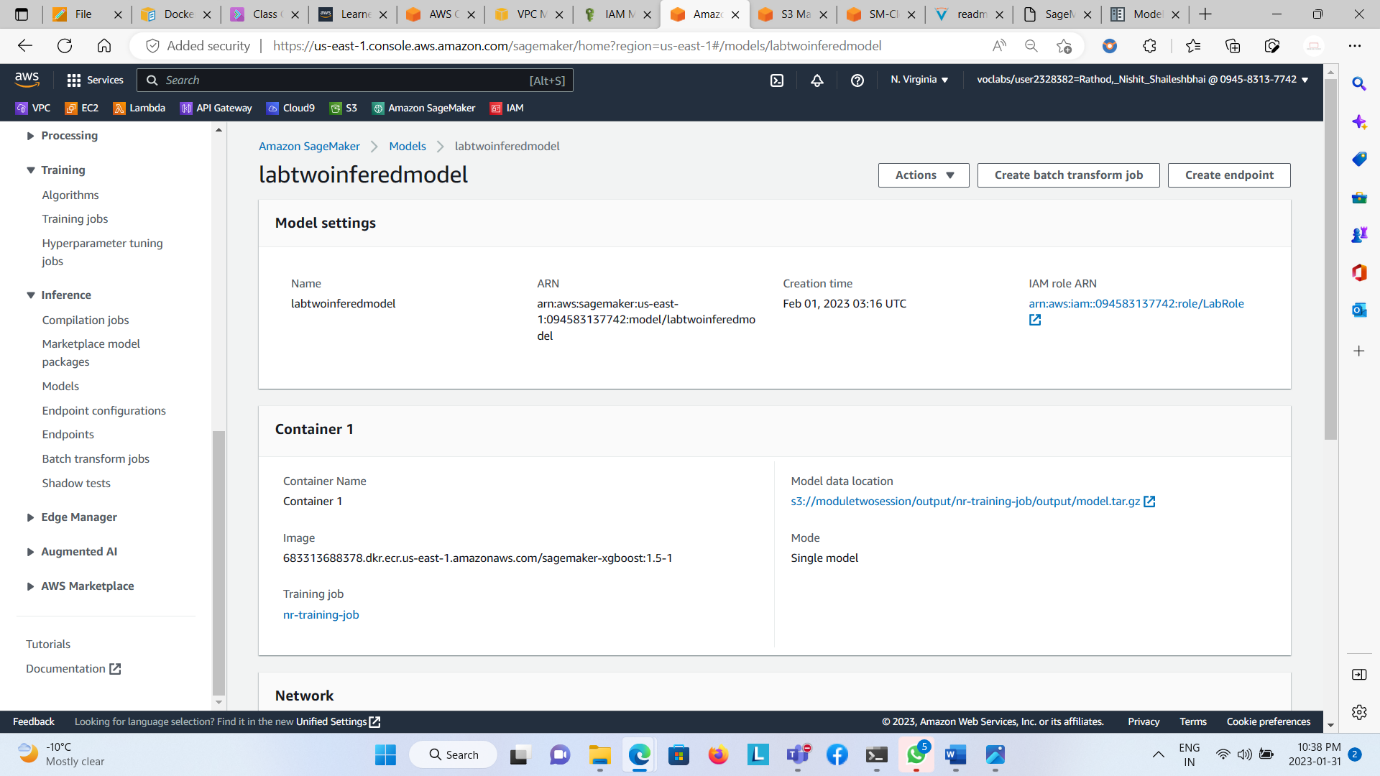 File
Docke
Class
Learne
AWS
VPC M
IAM M
Amaz
S3 Ma
SM-Cl
readm
SageM
Model
Added security
https://us-east-1.console.aws.amazon.com/sagemaker/home?region=us-east-1#/models/labtwoinferedmodel
aws
Services
Search
[Alt+S]
N. Virginia
voclabs/user2328382=Rathod,_Nishit_Shaileshbhai @ 0945-8313-7742
VPC
EC2
Lambda
API Gateway
Cloud9
S3
Amazon SageMaker
IAM
Processing
Training
Algorithms
Training jobs
Hyperparameter tuning
jobs
Inference
Compilation jobs
Marketplace model
packages
Models
Endpoint configurations
Endpoints
Batch transform jobs
Shadow tests
Edge Manager
Augmented AI
AWS Marketplace
Tutorials
Documentation
Amazon SageMaker
Models
labtwoinferedmodel
labtwoinferedmodel
Actions
Create batch transform job
Create endpoint
Model settings
Name
labtwoinferedmodel
ARN
arn:aws:sagemaker:us-east-
1:094583137742:model/labtwoinferedmo
del
Creation time
Feb 01, 2023 03:16 UTC
IAM role ARN
arn:aws:iam::094583137742:role/LabRole
Container 1
Container Name
Container 1
Image
683313688378.dkr.ecr.us-east-1.amazonaws.com/sagemaker-xgboost:1.5-1
Training job
nr-training-job
Model data location
s3://moduletwosession/output/nr-training-job/output/model.tar.gz
Mode
Single model
Network
Feedback
Looking for language selection? Find it in the new Unified Settings
© 2023, Amazon Web Services, Inc. or its affiliates.
Privacy
Terms
Cookie preferences
-10°C
Mostly clear
Search
5
ENG
IN
10:38 PM
2023-01-31
2